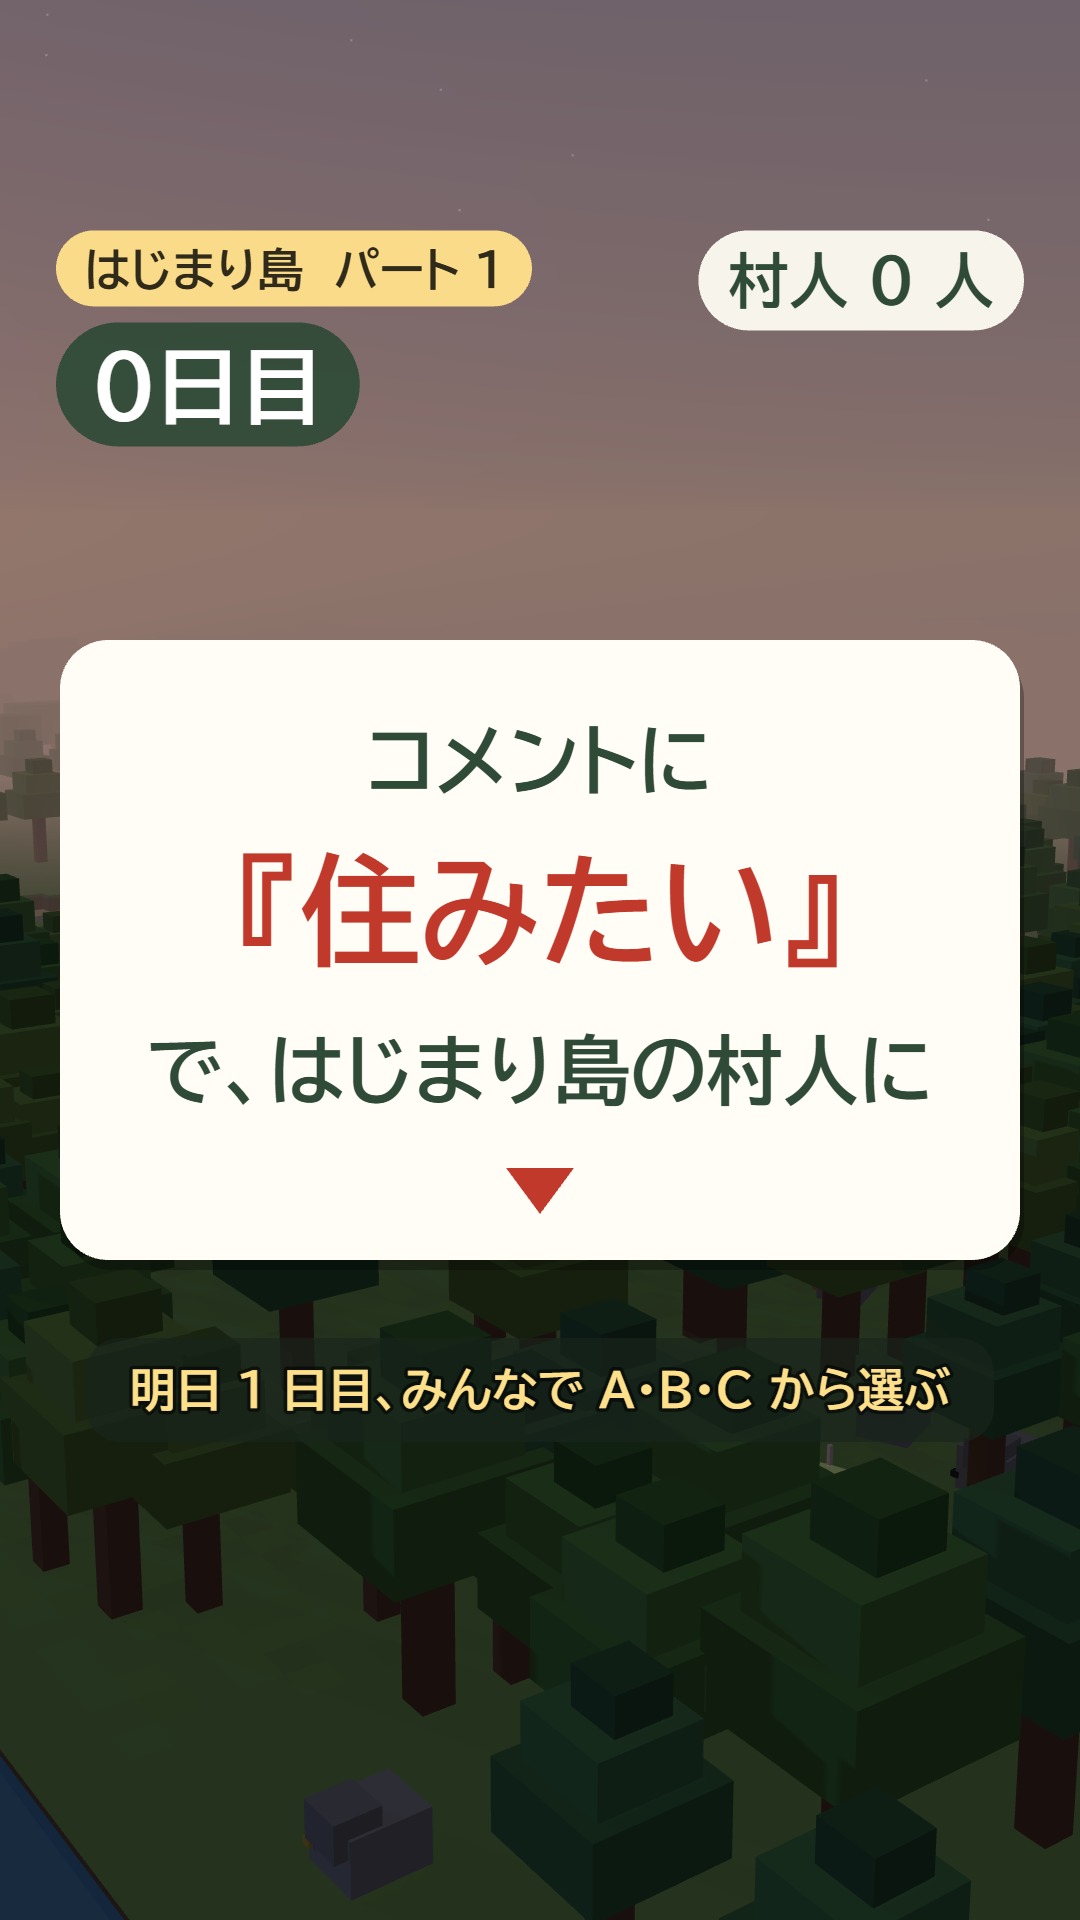 はじまり島 パート 1
村人 0 人
0日目
コメントに
『住みたい』
で、はじまり島の村人に
明日 1 日目、みんなで A・B・C から選ぶ